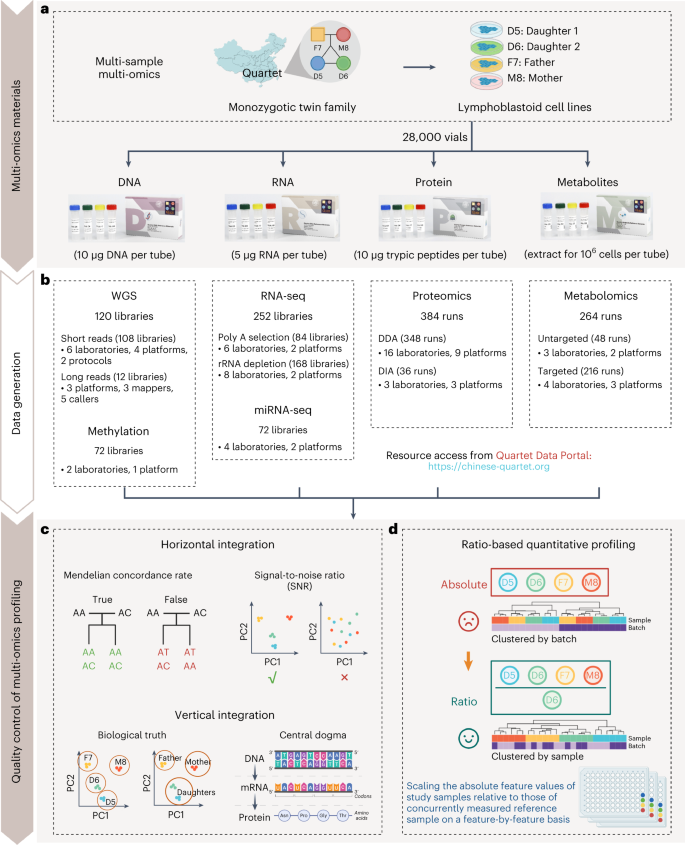 Multi-omics materials
a
Multi-sample
multi-omics
Quartet
F7 M8
D5 D6
Monozygotic twin family
D5: Daughter 1
D6: Daughter 2
F7: Father
M8: Mother
Lymphoblastoid cell lines
28,000 vials
DNA
RNA
Protein
Metabolites
D
R
P
M
(10 µg DNA per tube)
(5 µg RNA per tube)
(10 µg trypic peptides per tube)
(extract for 10⁶ cells per tube)
Data generation
b
WGS
120 libraries
Short reads (108 libraries)
• 6 laboratories, 4 platforms,
2 protocols
Long reads (12 libraries)
• 3 platforms, 3 mappers,
5 callers
Methylation
72 libraries
• 2 laboratories, 1 platform
RNA-seq
252 libraries
Poly A selection (84 libraries)
• 6 laboratories, 2 platforms
rRNA depletion (168 libraries)
• 8 laboratories, 2 platforms
miRNA-seq
72 libraries
• 4 laboratories, 2 platforms
Proteomics
384 runs
DDA (348 runs)
• 16 laboratories, 9 platforms
DIA (36 runs)
• 3 laboratories, 3 platforms
Metabolomics
264 runs
Untargeted (48 runs)
• 3 laboratories, 2 platforms
Targeted (216 runs)
• 4 laboratories, 3 platforms
Resource access from Quartet Data Portal:
https://chinese-quartet.org
Quality control of multi-omics profiling
c
Horizontal integration
Mendelian concordance rate
True
False
AA AC
AA AC
AA AA
AC AC
AT AT
AC AA
Signal-to-noise ratio
(SNR)
PC2
PC1
√
PC2
PC1
×
Vertical integration
Biological truth
PC2
F7
M8
D6
D5
PC1
PC2
Father
Mother
Daughters
PC1
Central dogma
DNA
mRNA
Codons
Protein
Asn Pro Gly Thr
Amino
acids
d
Ratio-based quantitative profiling
Absolute
D5 D6 F7 M8
Sample
Batch
Clustered by batch
Ratio
D5 D6 F7 M8
D6
Sample
Batch
Clustered by sample
Scaling the absolute feature values of
study samples relative to those of
concurrently measured reference
sample on a feature-by-feature basis